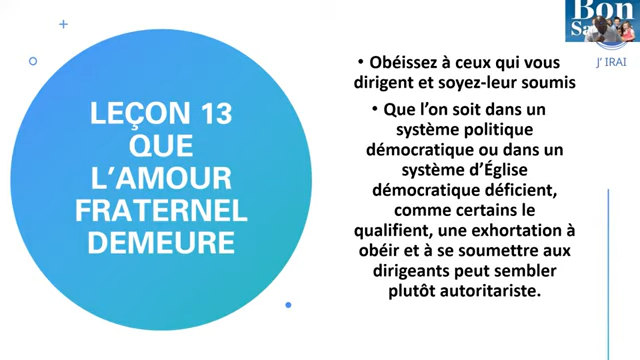 Bon
Sa
J' IRAI
LEÇON 13
QUE
L'AMOUR
FRATERNEL
DEMEURE
• Obéissez à ceux qui vous
dirigent et soyez-leur soumis
• Que l'on soit dans un
système politique
démocratique ou dans un
système d'Église
démocratique déficient,
comme certains le
qualifient, une exhortation à
obéir et à se soumettre aux
dirigeants peut sembler
plutôt autoritariste.